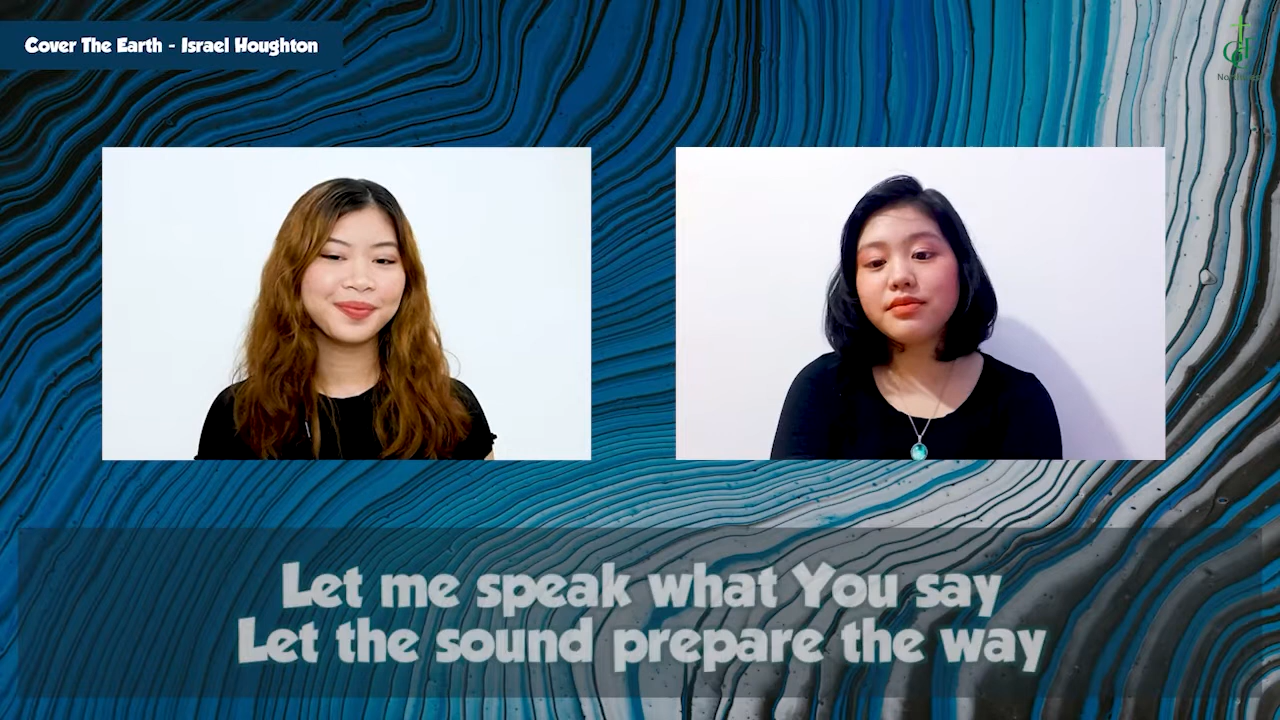 Cover The Earth - Israel Houghton
Let me speak what You say
Let the sound prepare the way